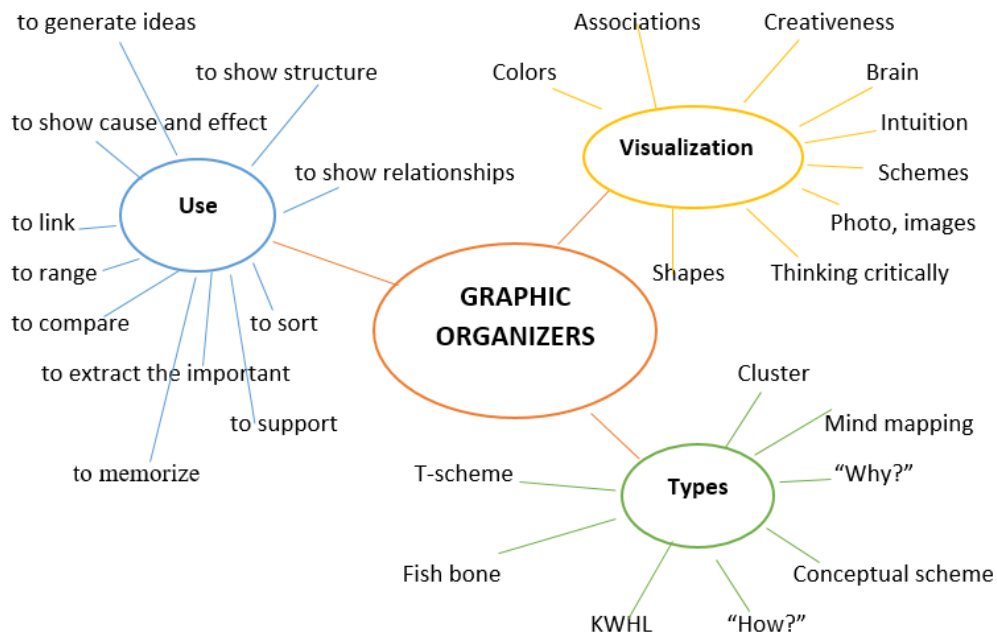 to generate ideas
to show structure
to show cause and effect
to show relationships
Use
to link
to range
to compare
to sort
to extract the important
to support
to memorize
Associations
Creativeness
Colors
Brain
Intuition
Visualization
Schemes
Photo, images
Shapes
Thinking critically
GRAPHIC
ORGANIZERS
Cluster
Mind mapping
T-scheme
"Why?"
Types
Fish bone
Conceptual scheme
KWHL
"How?"